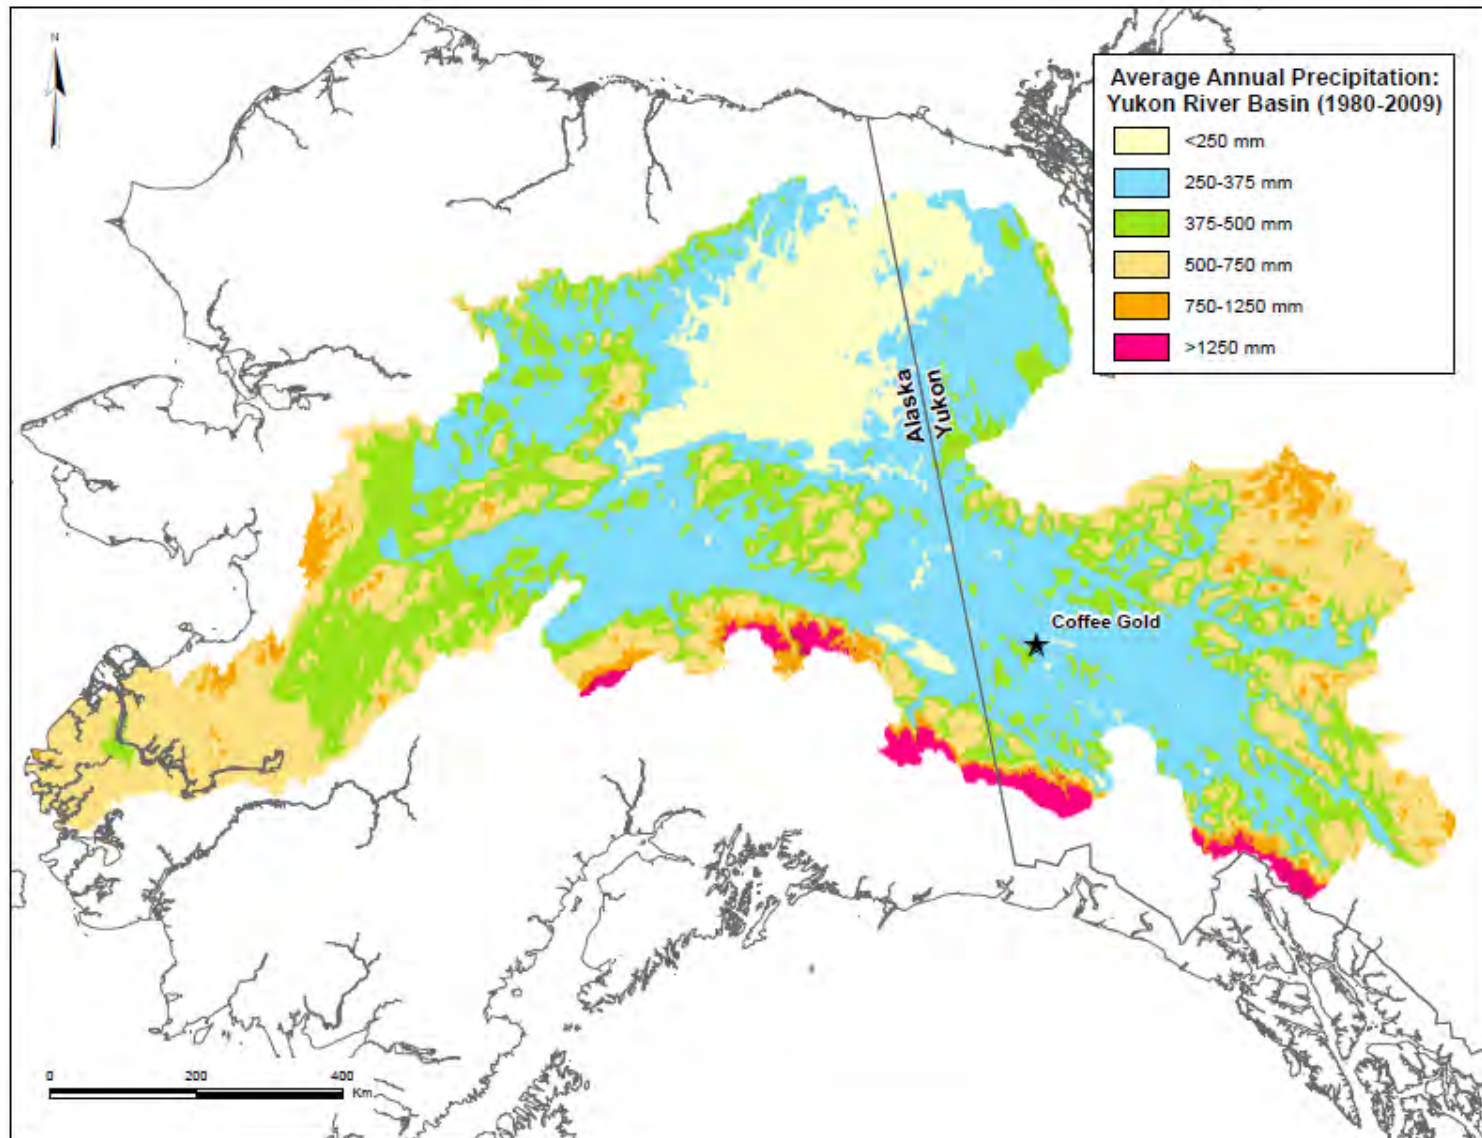 N
Average Annual Precipitation:
Yukon River Basin (1980-2009)
<250 mm
250-375 mm
375-500 mm
500-750 mm
750-1250 mm
>1250 mm
Alaska
Yukon
Coffee Gold
0 200 400
Km